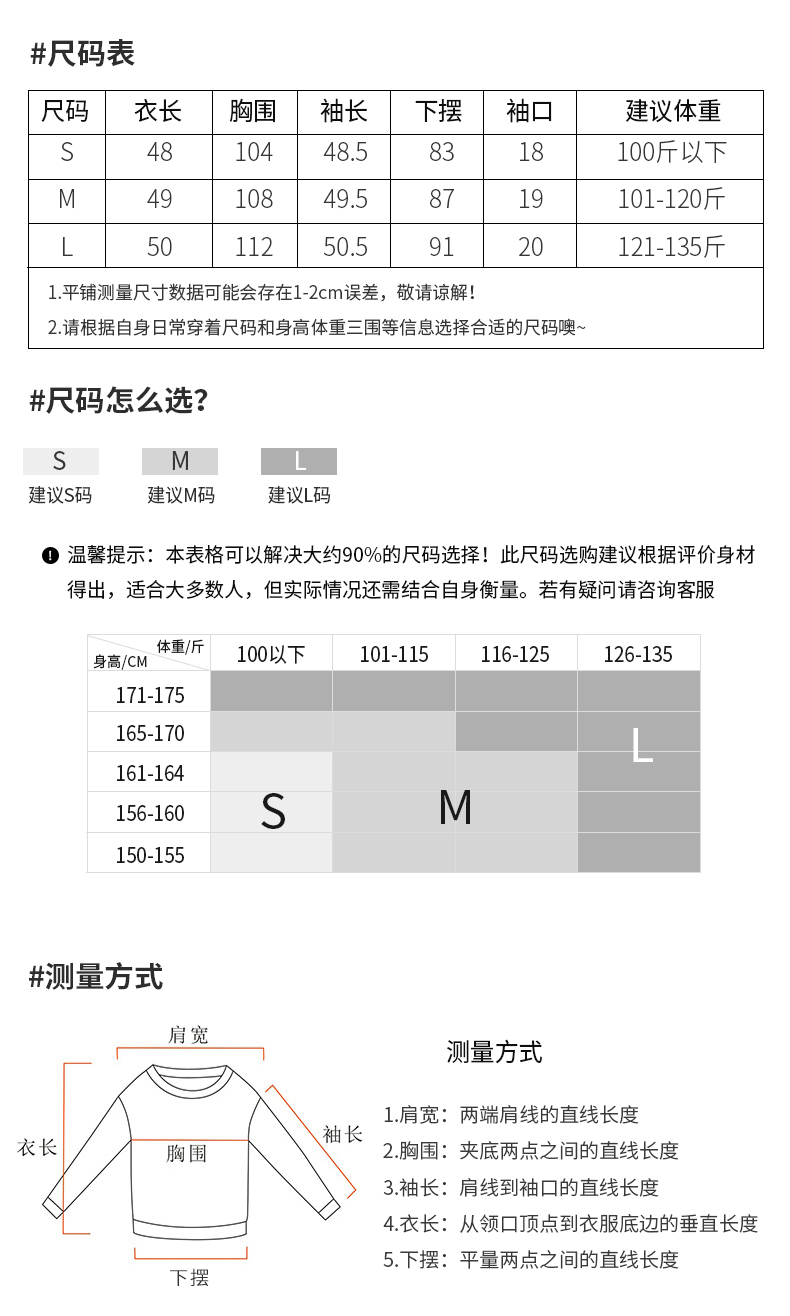 #尺码表
尺码 衣长 胸围 袖长 下摆 袖口 建议体重
S 48 104 48.5 83 18 100斤以下
M 49 108 49.5 87 19 101-120斤
L 50 112 50.5 91 20 121-135斤
1.平铺测量尺寸数据可能会存在1-2cm误差，敬请谅解！
2.请根据自身日常穿着尺码和身高体重三围等信息选择合适的尺码噢~
#尺码怎么选？
S M L
建议S码 建议M码 建议L码
! 温馨提示：本表格可以解决大约90%的尺码选择！此尺码选购建议根据评价身材
得出，适合大多数人，但实际情况还需结合自身衡量。若有疑问请咨询客服
体重/斤
身高/CM 100以下 101-115 116-125 126-135
171-175
165-170
L
161-164
156-160
S M
150-155
#测量方式
肩宽
衣长
胸围
袖长
下摆
测量方式
1.肩宽：两端肩线的直线长度
2.胸围：夹底两点之间的直线长度
3.袖长：肩线到袖口的直线长度
4.衣长：从领口顶点到衣服底边的垂直长度
5.下摆：平量两点之间的直线长度